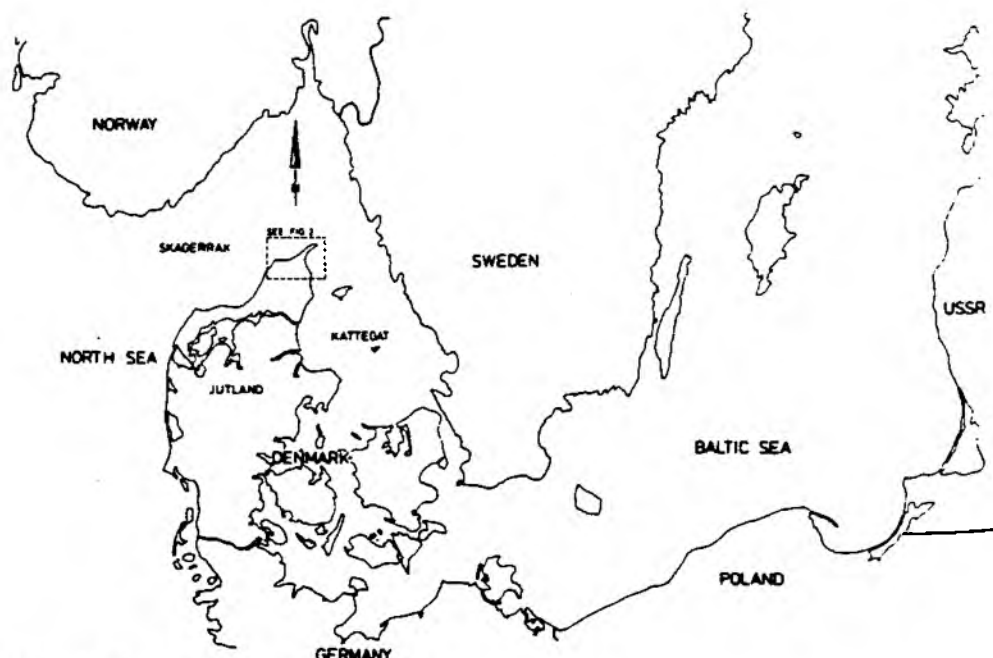 NORWAY
SEE FIG 2
SKAGERRAK
SWEDEN
USSR
KATTEGAT
NORTH SEA
JUTLAND
BALTIC SEA
DENMARK
POLAND
GERMANY